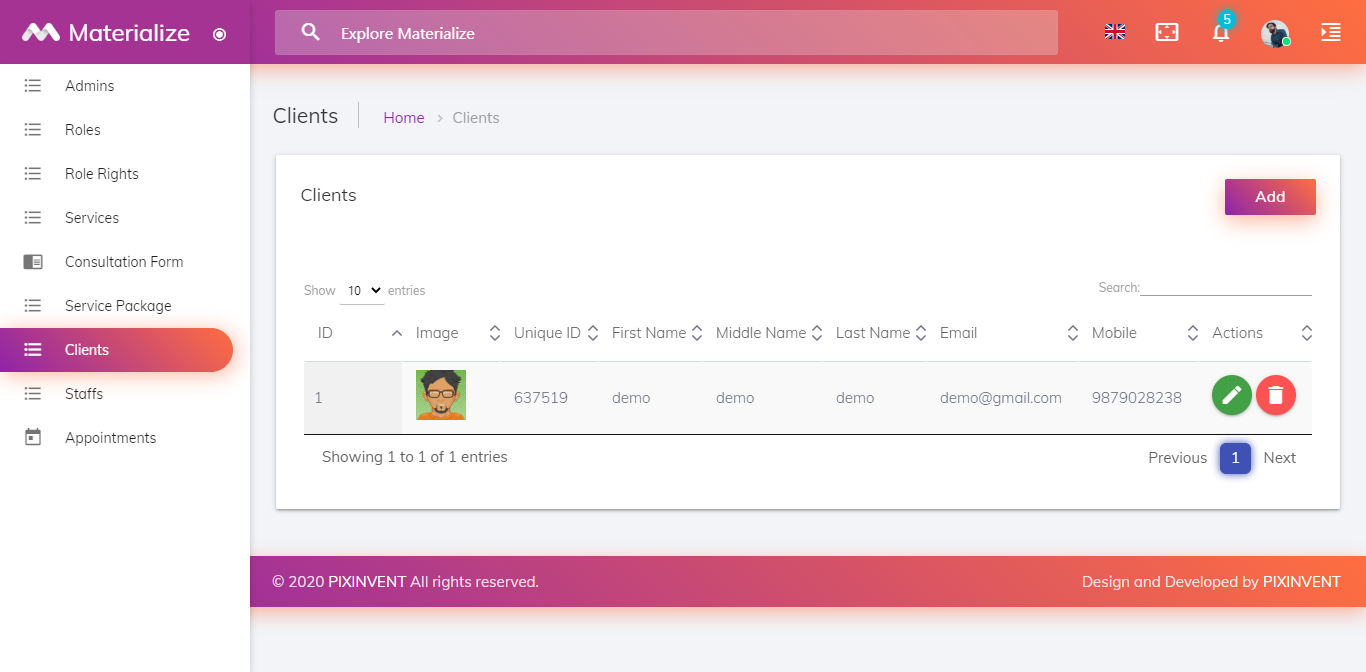 Materialize
Explore Materialize
5
Admins
Roles
Role Rights
Services
Consultation Form
Service Package
Clients
Staffs
Appointments
Clients
Home > Clients
Clients
Add
Show 10 entries
Search:
ID Image Unique ID First Name Middle Name Last Name Email Mobile Actions
1 637519 demo demo demo demo@gmail.com 9879028238
Showing 1 to 1 of 1 entries
Previous 1 Next
© 2020 PIXINVENT All rights reserved.
Design and Developed by PIXINVENT